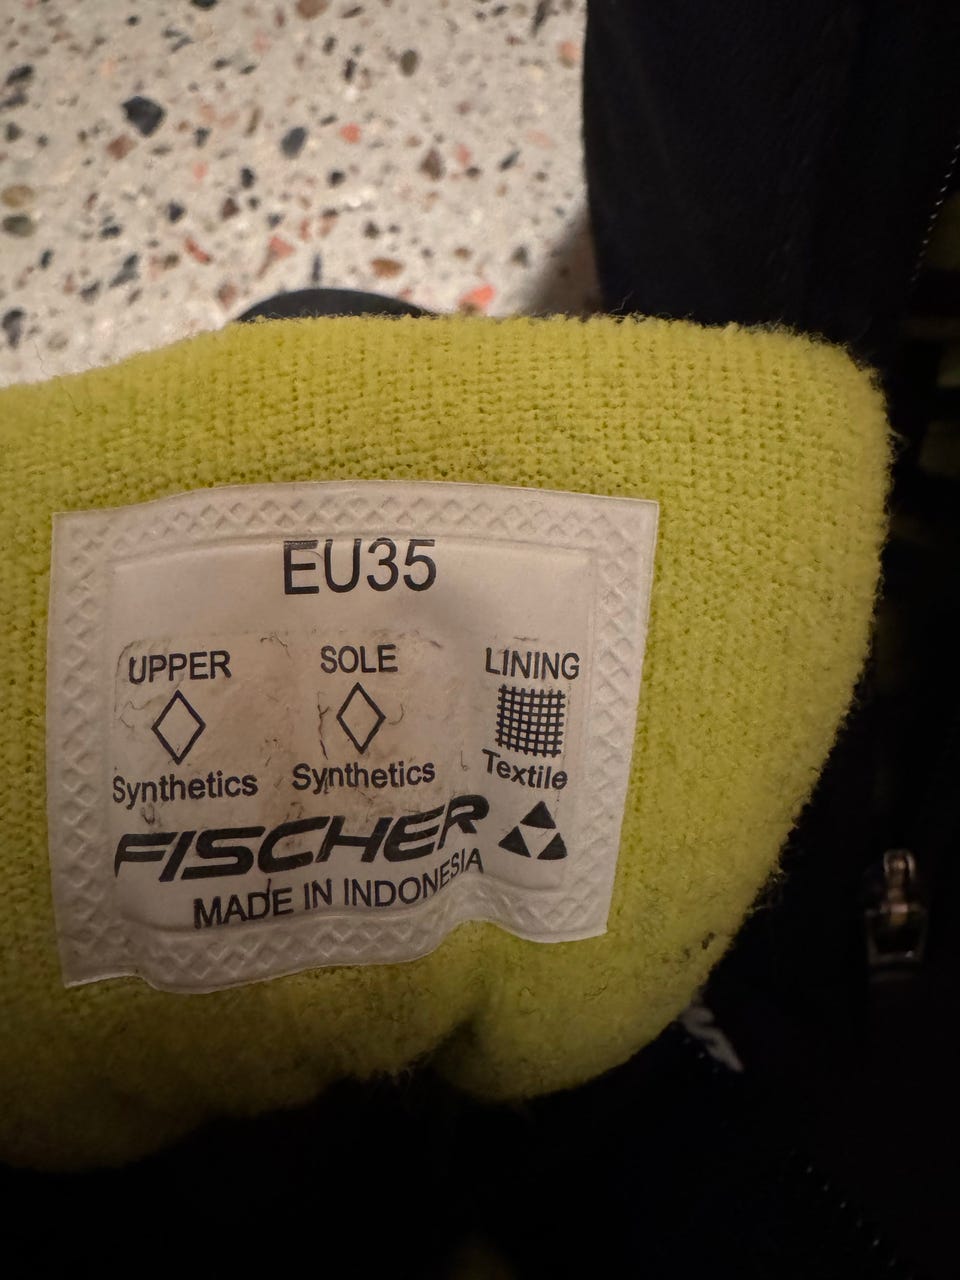 EU35
UPPER SOLE LINING
Synthetics Synthetics Textile
FISCHER
MADE IN INDONESIA